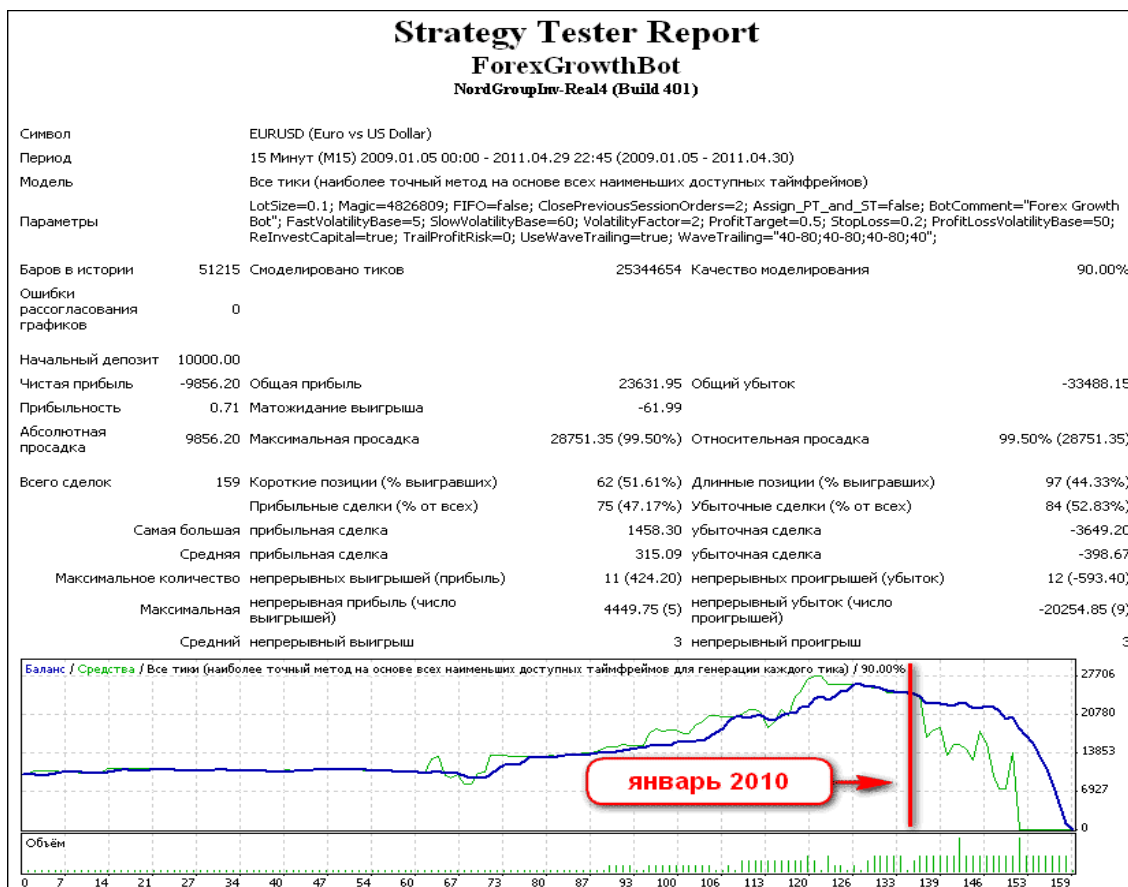 Strategy Tester Report
ForexGrowthBot
NordGroupInv-Real4 (Build 401)
Символ EURUSD (Euro vs US Dollar)
Период 15 Минут (M15) 2009.01.05 00:00 - 2011.04.29 22:45 (2009.01.05 - 2011.04.30)
Модель Все тики (наиболее точный метод на основе всех наименьших доступных таймфреймов)
Параметры LotSize=0.1; Magic=4826809; FIFO=false; ClosePreviousSessionOrders=2; Assign_PT_and_ST=false; BotComment="Forex Growth
Bot"; FastVolatilityBase=5; SlowVolatilityBase=60; VolatilityFactor=2; ProfitTarget=0.5; StopLoss=0.2; ProfitLossVolatilityBase=50;
ReInvestCapital=true; TrailProfitRisk=0; UseWaveTrailing=true; WaveTrailing="40-80;40-80;40-80;40";
Баров в истории 51215 Смоделировано тиков 25344654 Качество моделирования 90.00%
Ошибки
рассогласования 0
графиков
Начальный депозит 10000.00
Чистая прибыль -9856.20 Общая прибыль 23631.95 Общий убыток -33488.15
Прибыльность 0.71 Матожидание выигрыша -61.99
Абсолютная
просадка 9856.20 Максимальная просадка 28751.35 (99.50%) Относительная просадка 99.50% (28751.35)
Всего сделок 159 Короткие позиции (% выигравших) 62 (51.61%) Длинные позиции (% выигравших) 97 (44.33%)
Прибыльные сделки (% от всех) 75 (47.17%) Убыточные сделки (% от всех) 84 (52.83%)
Самая большая прибыльная сделка 1458.30 убыточная сделка -3649.20
Средняя прибыльная сделка 315.09 убыточная сделка -398.67
Максимальное количество непрерывных выигрышей (прибыль) 11 (424.20) непрерывных проигрышей (убыток) 12 (-593.40)
Максимальная непрерывная прибыль (число
выигрышей) 4449.75 (5) непрерывный убыток (число
проигрышей) -20254.85 (9)
Средний непрерывный выигрыш 3 непрерывный проигрыш 3
Баланс / Средства / Все тики (наиболее точный метод на основе всех наименьших доступных таймфреймов для генерации каждого тика) / 90.00%
27706
20780
13853
6927
0
январь 2010
Объём
0 7 14 21 27 34 40 47 54 60 67 73 80 87 93 100 106 113 120 126 133 139 146 153 159